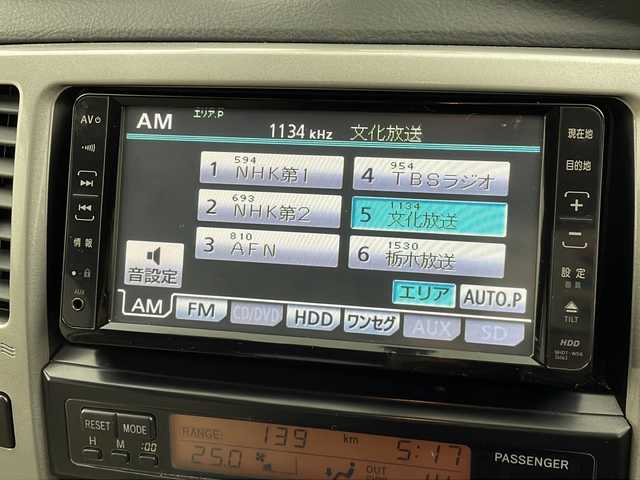 AM エリア.P
1134 kHz 文化放送
1 594 NHK第1
4 954 TBSラジオ
2 693 NHK第2
5 1134 文化放送
3 810 AFN
6 1530 栃木放送
音設定
エリア AUTO.P
AM FM CD/DVD HDD ワンセグ AUX SD
AV
情報
AUX
現在地
目的地
+
−
設定
TILT
HDD
RESET MODE
H M :00
RANGE: 139 km 5:17
25.0
OUT
PASSENGER